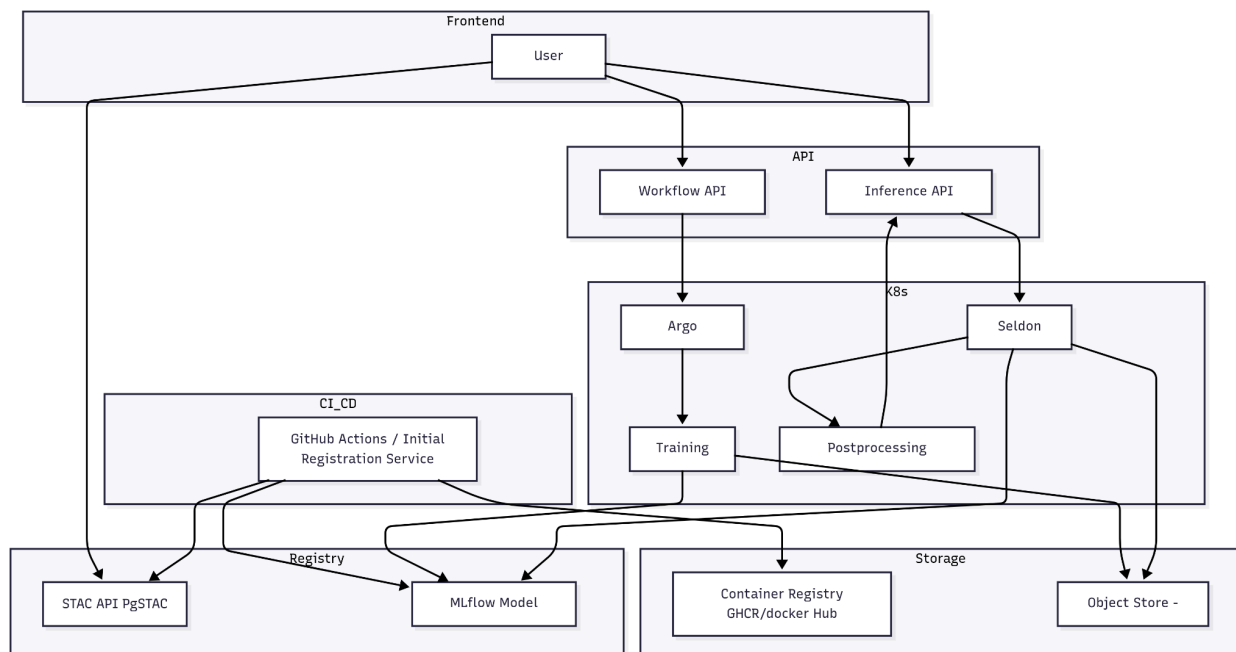 Frontend
User
API
Workflow API
Inference API
K8s
Argo
Seldon
CI_CD
GitHub Actions / Initial
Registration Service
Training
Postprocessing
Registry
STAC API PgSTAC
MLflow Model
Storage
Container Registry
GHCR/docker Hub
Object Store -